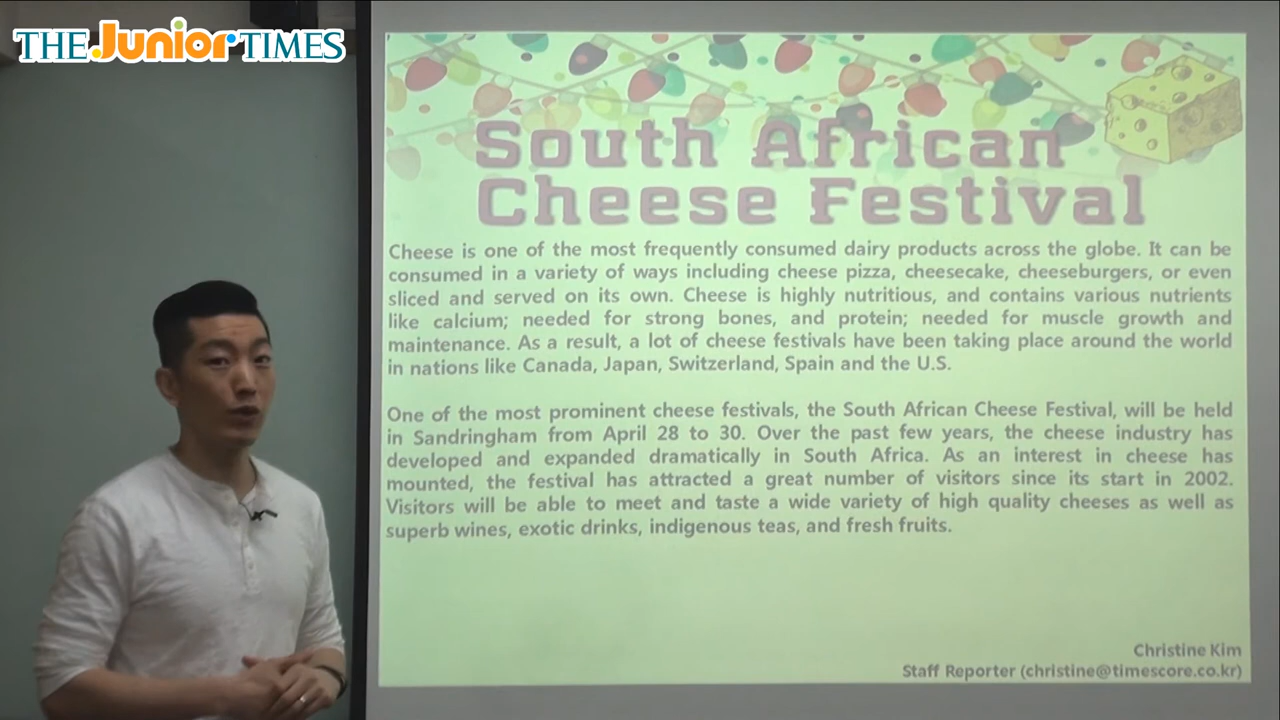 THE Junior TIMES
South African
Cheese Festival
Cheese is one of the most frequently consumed dairy products across the globe. It can be
consumed in a variety of ways including cheese pizza, cheesecake, cheeseburgers, or even
sliced and served on its own. Cheese is highly nutritious, and contains various nutrients
like calcium; needed for strong bones, and protein; needed for muscle growth and
maintenance. As a result, a lot of cheese festivals have been taking place around the world
in nations like Canada, Japan, Switzerland, Spain and the U.S.
One of the most prominent cheese festivals, the South African Cheese Festival, will be held
in Sandringham from April 28 to 30. Over the past few years, the cheese industry has
developed and expanded dramatically in South Africa. As an interest in cheese has
mounted, the festival has attracted a great number of visitors since its start in 2002.
Visitors will be able to meet and taste a wide variety of high quality cheeses as well as
superb wines, exotic drinks, indigenous teas, and fresh fruits.
Christine Kim
Staff Reporter (christine@timescore.co.kr)